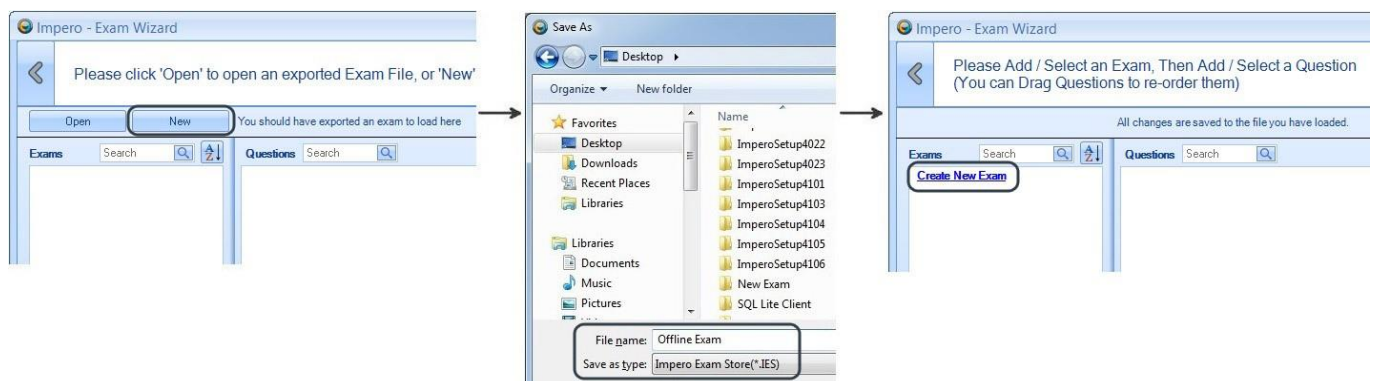 Impero - Exam Wizard
Please click 'Open' to open an exported Exam File, or 'New'
Open
New
You should have exported an exam to load here
Exams
Search
Questions
Search
Save As
Desktop
Organize
New folder
Favorites
Desktop
Downloads
Recent Places
Libraries
Libraries
Documents
Music
Pictures
Name
ImperoSetup4022
ImperoSetup4023
ImperoSetup4101
ImperoSetup4103
ImperoSetup4104
ImperoSetup4105
ImperoSetup4106
New Exam
SQL Lite Client
File name: Offline Exam
Save as type: Impero Exam Store(*.IES)
Impero - Exam Wizard
Please Add / Select an Exam, Then Add / Select a Question
(You can Drag Questions to re-order them)
All changes are saved to the file you have loaded.
Exams
Search
Questions
Search
Create New Exam